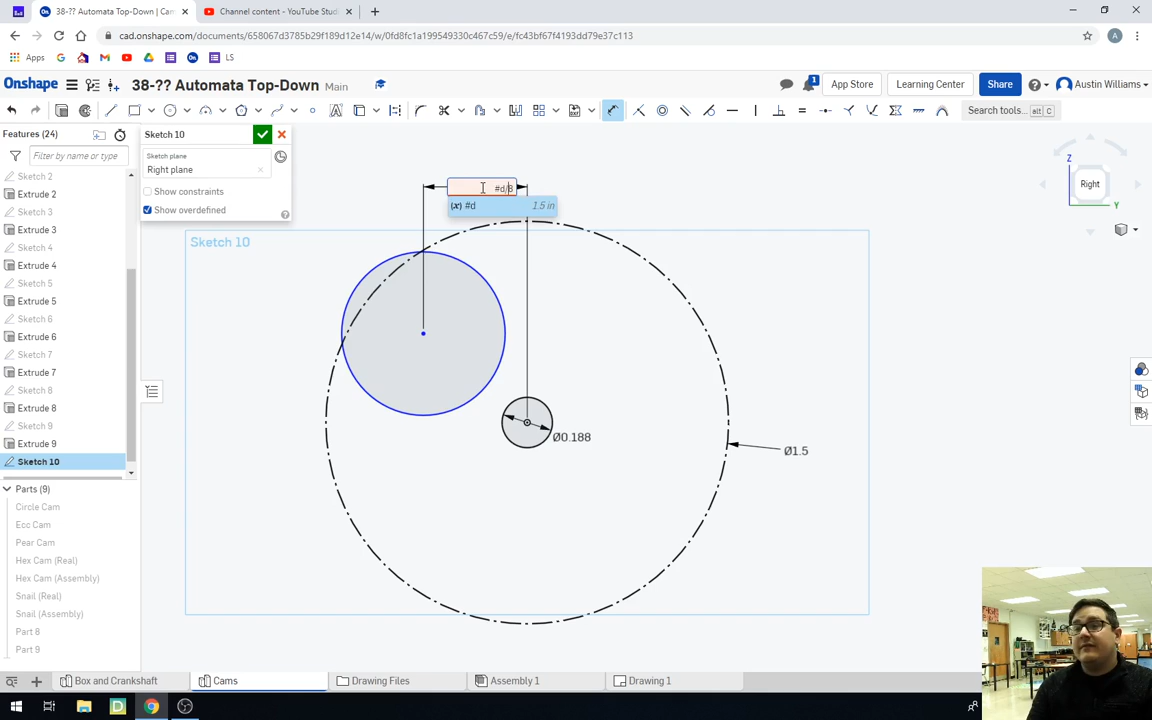 38-?? Automata Top-Down | Cam
Channel content - YouTube Stud
cad.onshape.com/documents/658067d3785b29f189d12e14/w/0fd8fc1a199549330c467c59/e/fc43bf67f4193dd79e37c113
Apps
LS
Onshape
38-?? Automata Top-Down Main
1
App Store
Learning Center
Share
Austin Williams
Search tools...
alt C
Features (24)
Filter by name or type
Sketch 2
Extrude 2
Sketch 3
Extrude 3
Sketch 4
Extrude 4
Sketch 5
Extrude 5
Sketch 6
Extrude 6
Sketch 7
Extrude 7
Sketch 8
Extrude 8
Sketch 9
Extrude 9
Sketch 10
Parts (9)
Circle Cam
Ecc Cam
Pear Cam
Hex Cam (Real)
Hex Cam (Assembly)
Snail (Real)
Snail (Assembly)
Part 8
Part 9
Sketch 10
Sketch plane
Right plane
Show constraints
Show overdefined
#d/8
(x) #d 1.5 in
Sketch 10
Ø0.188
Ø1.5
Z
Right
Y
Box and Crankshaft
Cams
Drawing Files
Assembly 1
Drawing 1